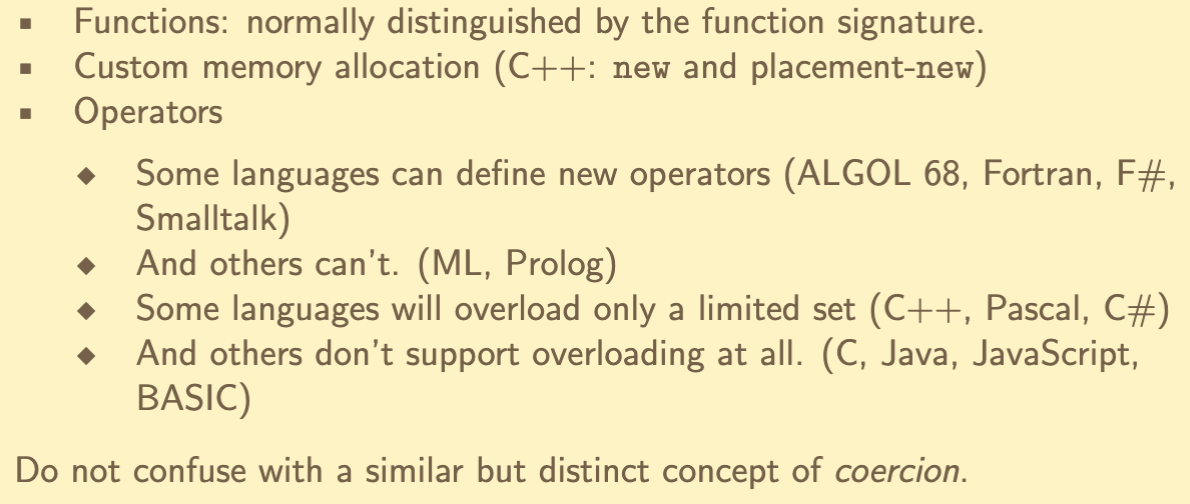 ▪ Functions: normally distinguished by the function signature.
▪ Custom memory allocation (C++: new and placement-new)
▪ Operators
◆ Some languages can define new operators (ALGOL 68, Fortran, F#,
Smalltalk)
◆ And others can't. (ML, Prolog)
◆ Some languages will overload only a limited set (C++, Pascal, C#)
◆ And others don't support overloading at all. (C, Java, JavaScript,
BASIC)
Do not confuse with a similar but distinct concept of coercion.